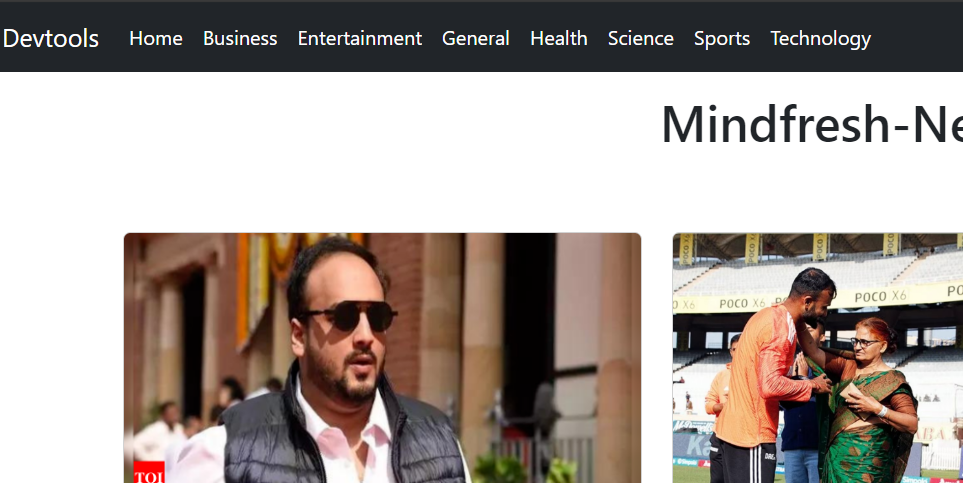 Devtools Home Business Entertainment General Health Science Sports Technology
Mindfresh-Ne
POCO X6
POCO X6
POCO X6
TOI